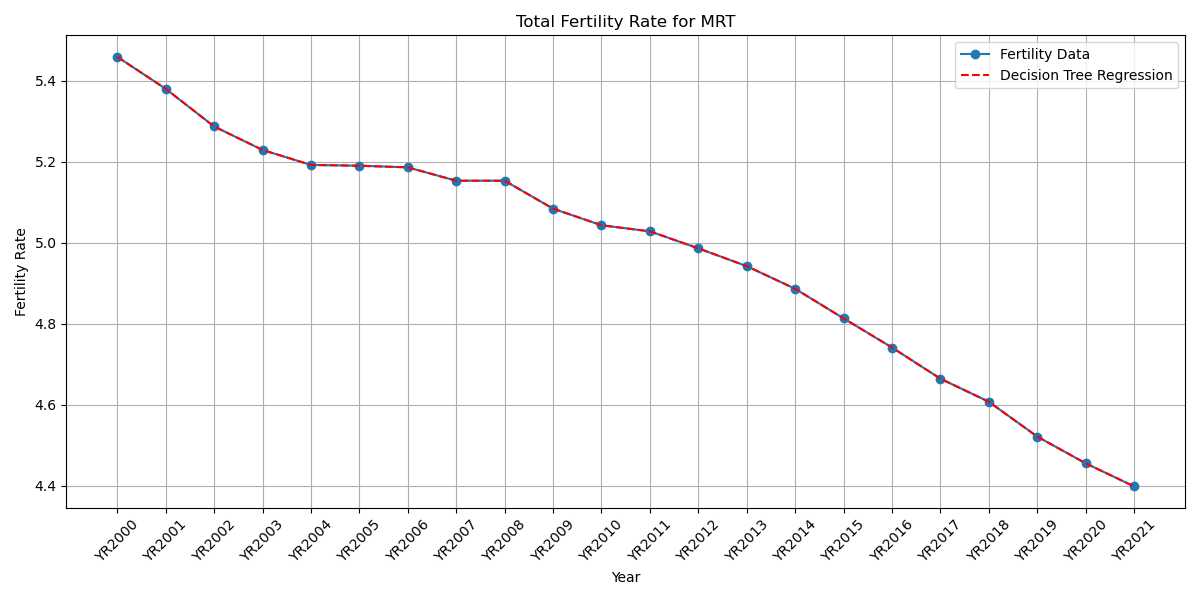 Total Fertility Rate for MRT
Fertility Data
Decision Tree Regression
Fertility Rate
5.4
5.2
5.0
4.8
4.6
4.4
YR2000
YR2001
YR2002
YR2003
YR2004
YR2005
YR2006
YR2007
YR2008
YR2009
YR2010
YR2011
YR2012
YR2013
YR2014
YR2015
YR2016
YR2017
YR2018
YR2019
YR2020
YR2021
Year